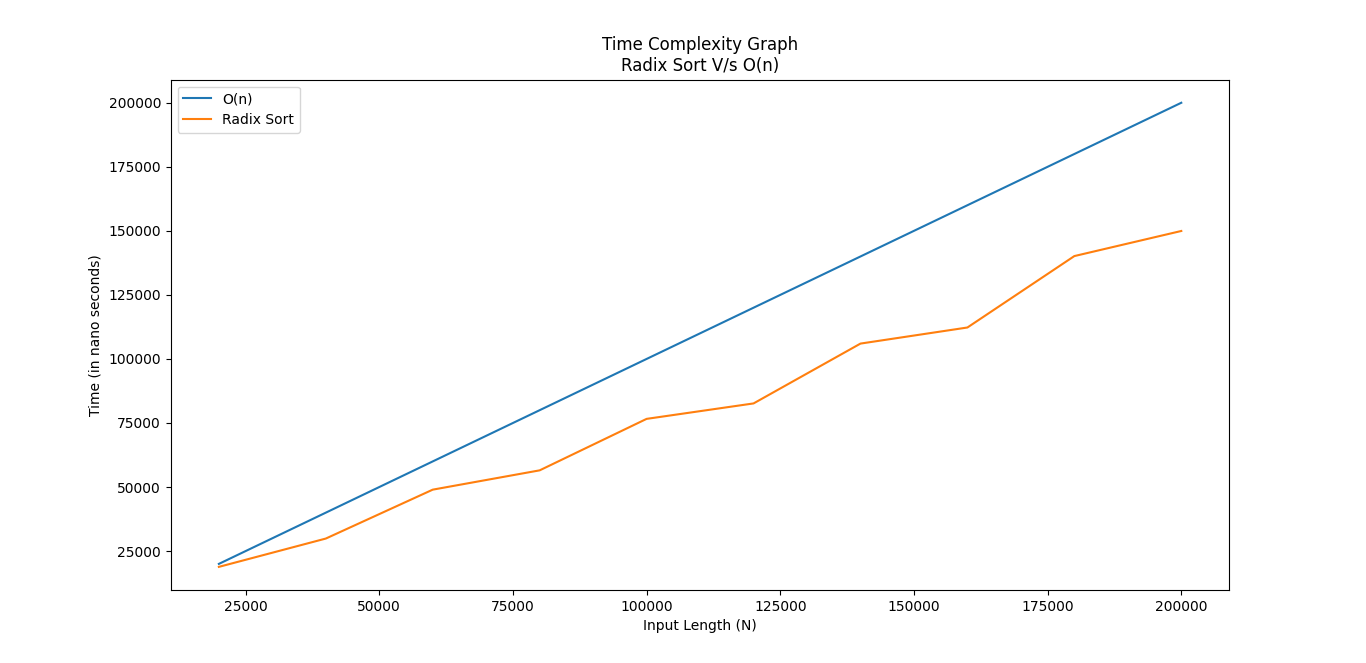 Time Complexity Graph
Radix Sort V/s O(n)
O(n)
Radix Sort
200000
175000
150000
125000
100000
75000
50000
25000
Time (in nano seconds)
25000 50000 75000 100000 125000 150000 175000 200000
Input Length (N)